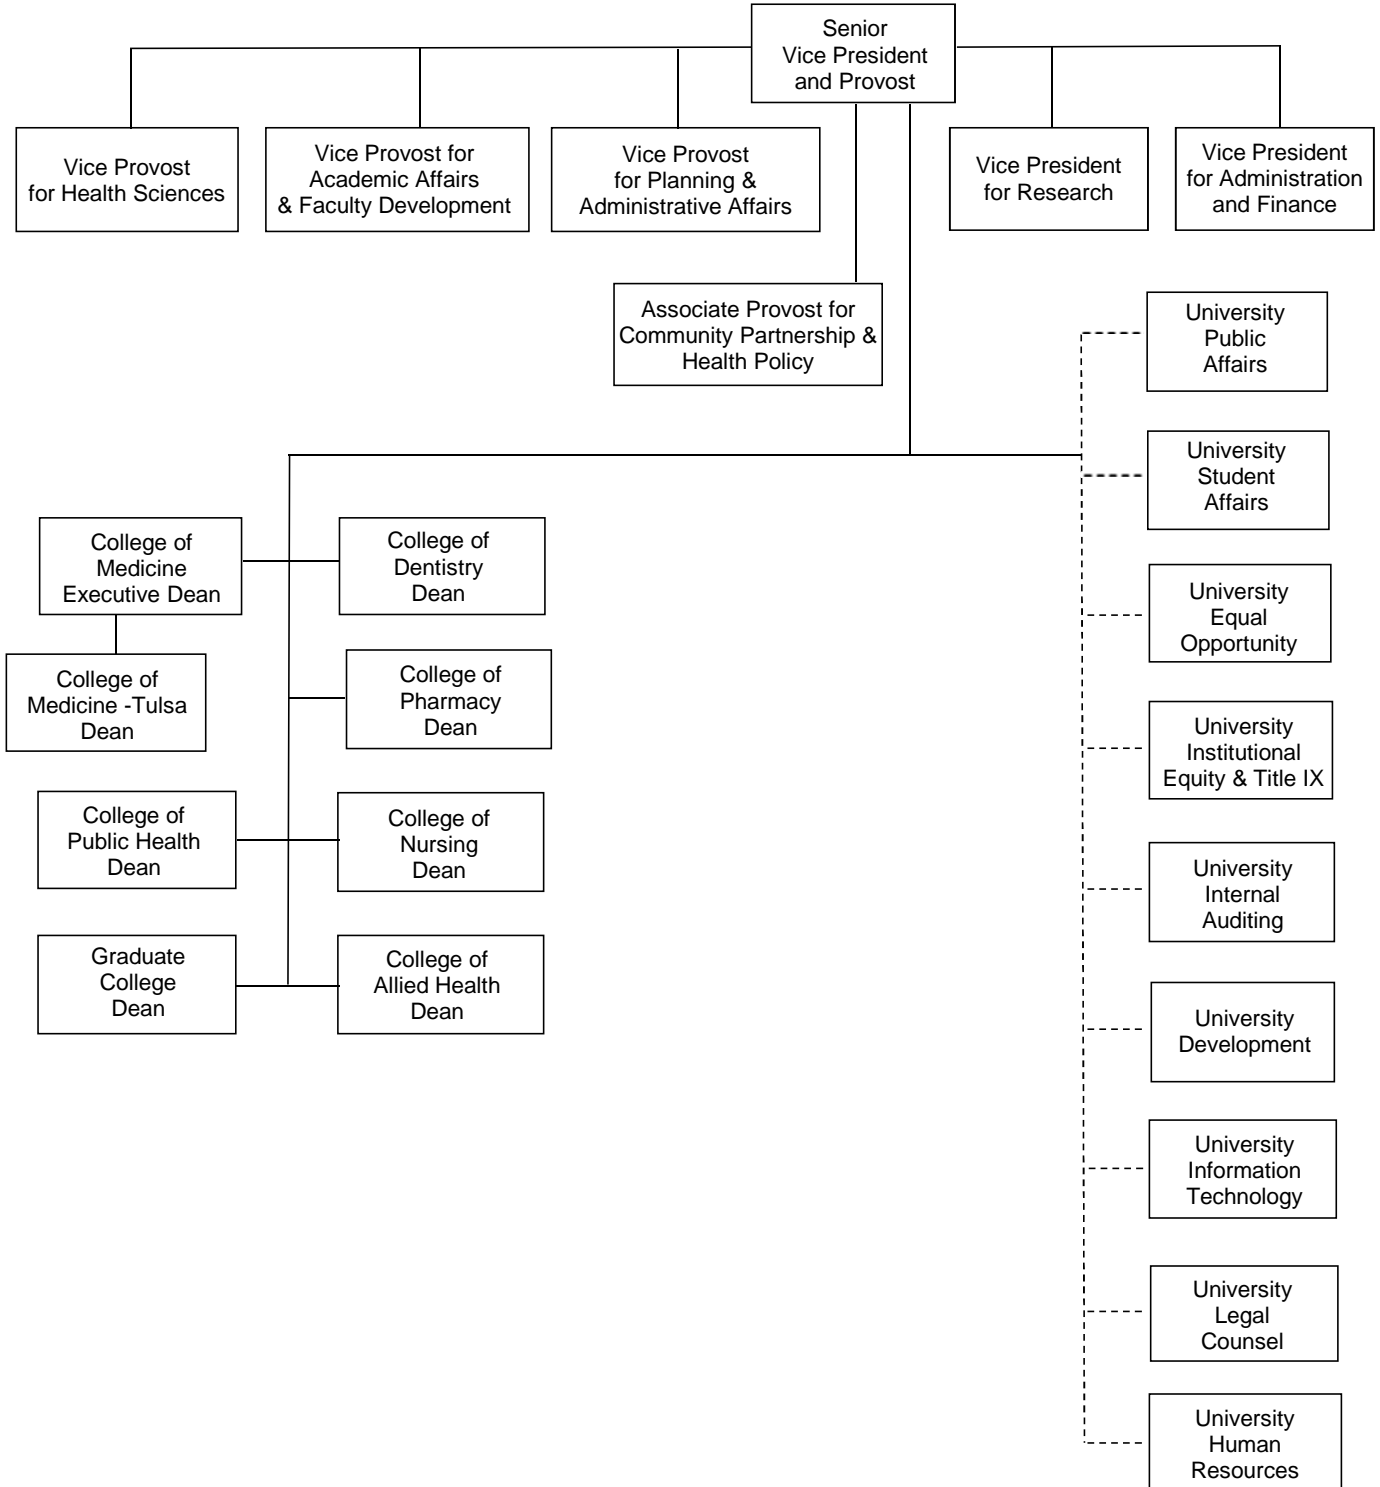 Senior
Vice President
and Provost
Vice Provost
for Health Sciences
Vice Provost for
Academic Affairs
& Faculty Development
Vice Provost
for Planning &
Administrative Affairs
Vice President
for Research
Vice President
for Administration
and Finance
Associate Provost for
Community Partnership &
Health Policy
University
Public
Affairs
University
Student
Affairs
College of
Medicine
Executive Dean
College of
Dentistry
Dean
University
Equal
Opportunity
College of
Medicine -Tulsa
Dean
College of
Pharmacy
Dean
University
Institutional
Equity & Title IX
College of
Public Health
Dean
College of
Nursing
Dean
University
Internal
Auditing
Graduate
College
Dean
College of
Allied Health
Dean
University
Development
University
Information
Technology
University
Legal
Counsel
University
Human
Resources